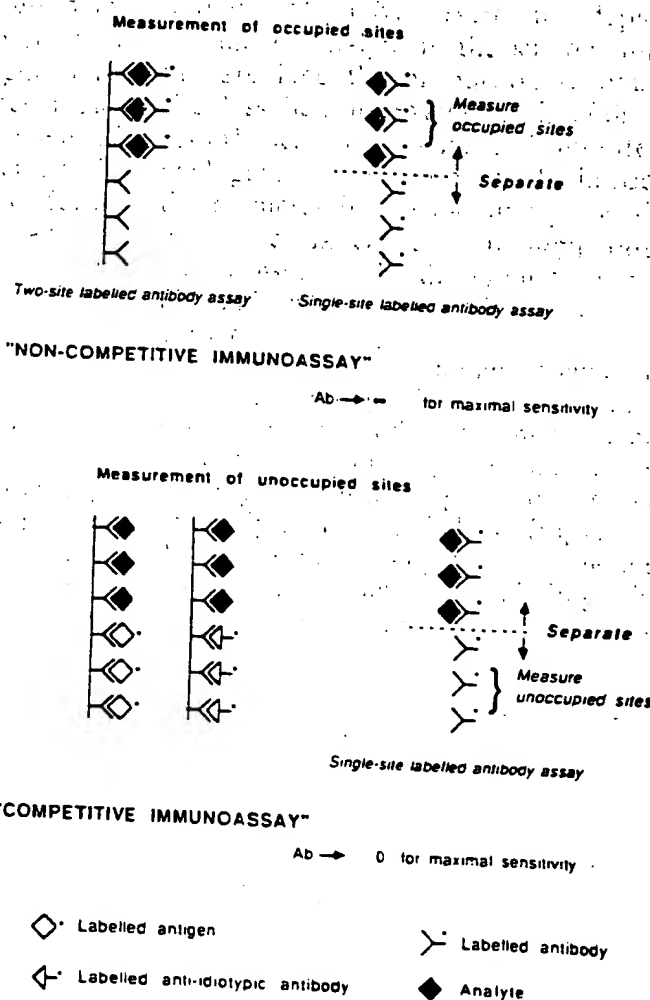 Measurement of occupied sites
Measure
occupied sites
Separate
Two-site labelled antibody assay
Single-site labelled antibody assay
"NON-COMPETITIVE IMMUNOASSAY"
Ab → ∞ for maximal sensitivity
Measurement of unoccupied sites
Separate
Measure
unoccupied sites
Single-site labelled antibody assay
"COMPETITIVE IMMUNOASSAY"
Ab → 0 for maximal sensitivity
Labelled antigen
Labelled antibody
Labelled anti-idiotypic antibody
Analyte